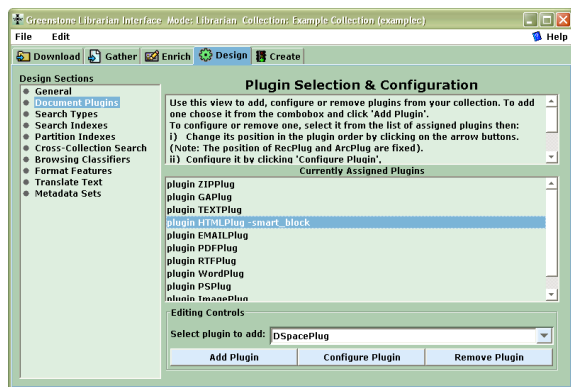 Greenstone Librarian Interface Mode: Librarian Collection: Example Collection (examplec)
File Edit Help
Download Gather Enrich Design Create
Design Sections
General
Document Plugins
Search Types
Search Indexes
Partition Indexes
Cross-Collection Search
Browsing Classifiers
Format Features
Translate Text
Metadata Sets
Plugin Selection & Configuration
Use this view to add, configure or remove plugins from your collection. To add
one choose it from the combobox and click 'Add Plugin'.
To configure or remove one, select it from the list of assigned plugins then:
i) Change its position in the plugin order by clicking on the arrow buttons.
(Note: The position of RecPlug and ArcPlug are fixed).
ii) Configure it by clicking 'Configure Plugin'.
Currently Assigned Plugins
plugin ZIPPlug
plugin GAPlug
plugin TEXTPlug
plugin HTMLPlug -smart_block
plugin EMAILPlug
plugin PDFPlug
plugin RTFPlug
plugin WordPlug
plugin PSPlug
plugin ImagePlug
Editing Controls
Select plugin to add: DSpacePlug
Add Plugin Configure Plugin Remove Plugin